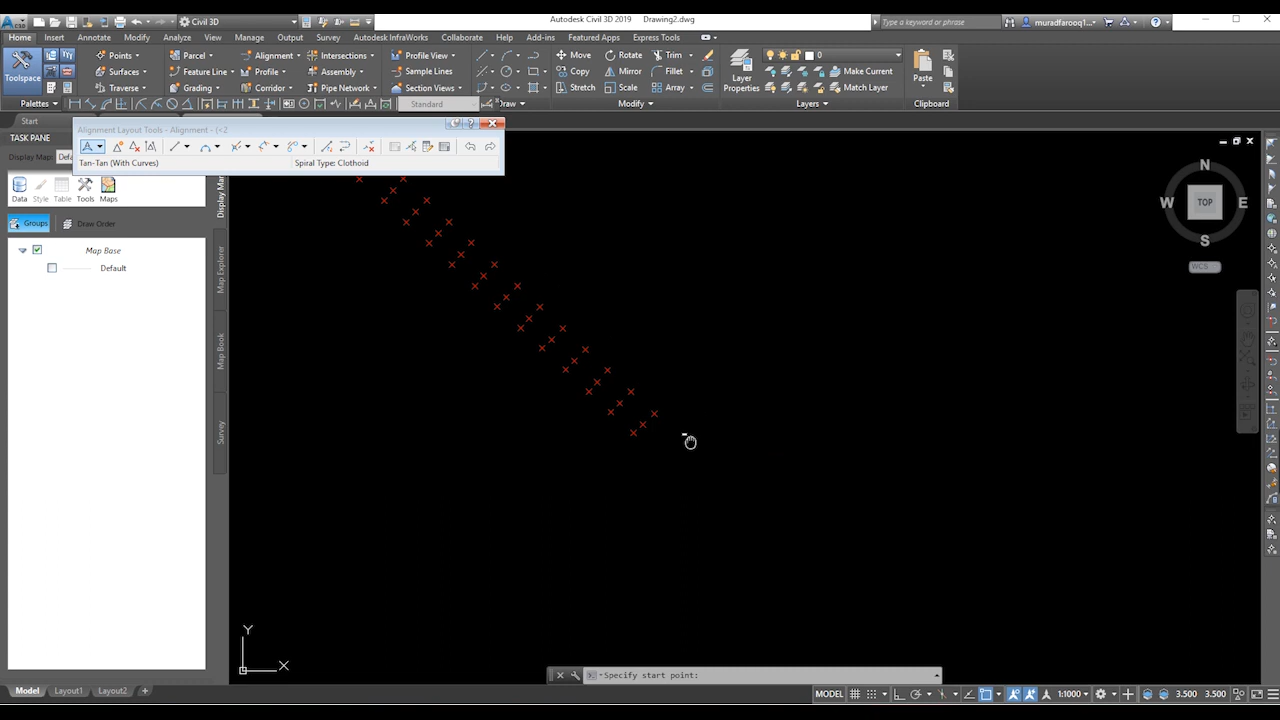 Civil 3D
Autodesk Civil 3D 2019 Drawing2.dwg
Type a keyword or phrase
muradfarooq1...
Home Insert Annotate Modify Analyze View Manage Output Survey Autodesk InfraWorks Collaborate Help Add-ins Featured Apps Express Tools
Toolspace
Points Parcel Alignment Intersections Profile View Move Rotate Trim 0
Surfaces Feature Line Profile Assembly Sample Lines Copy Mirror Fillet Make Current
Traverse Grading Corridor Pipe Network Section Views Stretch Scale Array Match Layer
Layer Properties
Paste
Palettes Standard Draw Modify Layers Clipboard
Start
Alignment Layout Tools - Alignment - (<2
TASK PANE
Display Map: Defa
Tan-Tan (With Curves) Spiral Type: Clothoid
Data Style Table Tools Maps
Groups Draw Order
Map Base
Default
Display Man
Map Explorer
Map Book
Survey
N
W TOP E
S
WCS
Y
X
Specify start point:
Model Layout1 Layout2 +
MODEL 1:1000 3.500 3.500